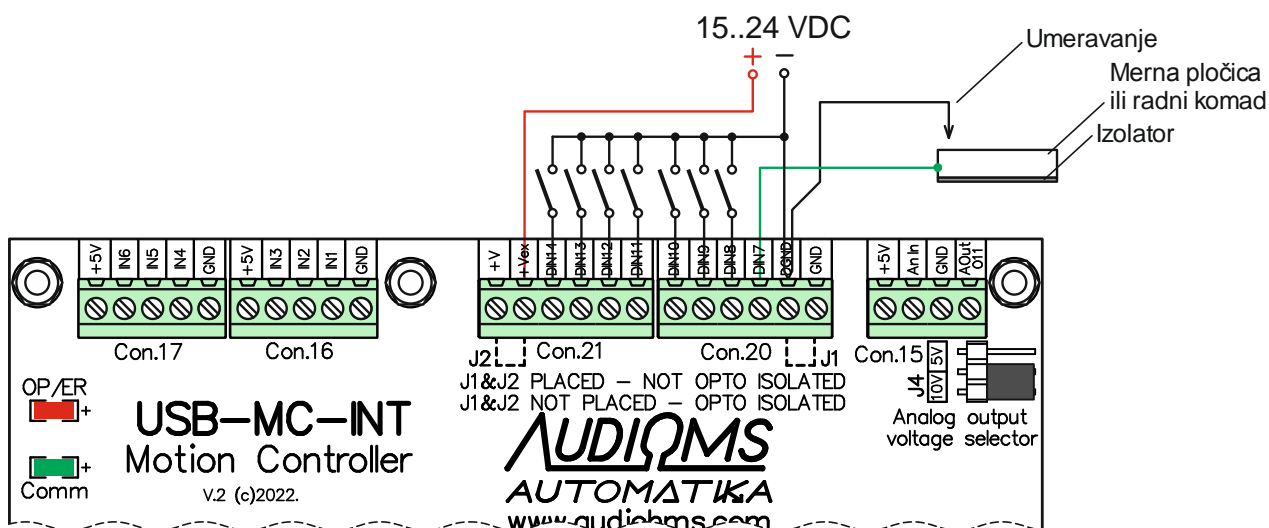 15..24 VDC
+ −
Umeravanje
Merna pločica
ili radni komad
Izolator
+5V IN6 IN5 IN4 GND
+5V IN3 IN2 IN1 GND
+V +Vex DIN14 DIN13 DIN12 DIN11
DIN10 DIN9 DIN8 DIN7 DGND GND
+5V An In GND AOut O11
Con.17
Con.16
J2
Con.21
Con.20
J1
Con.15
J4
10V 5V
J1&J2 PLACED – NOT OPTO ISOLATED
J1&J2 NOT PLACED – OPTO ISOLATED
Analog output
voltage selector
OP/ER
+
USB–MC–INT
Motion Controller
V.2 (c)2022.
+
Comm
AUDIOMS
AUTOMATIKA
www.audiohms.com